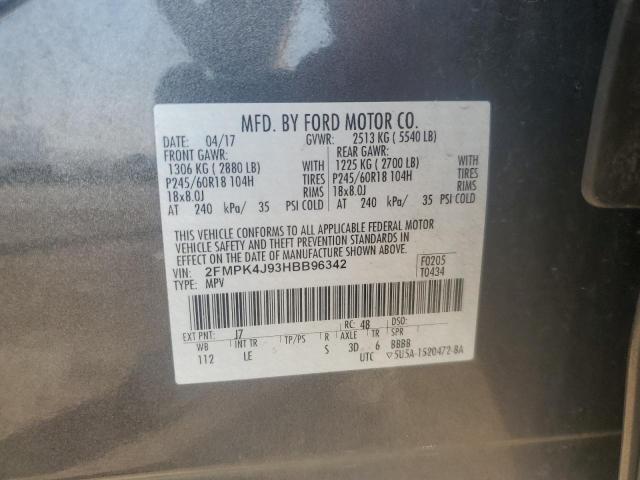 MFD. BY FORD MOTOR CO.
DATE: 04/17 GVWR: 2513 KG ( 5540 LB)
FRONT GAWR: REAR GAWR:
1306 KG ( 2880 LB) WITH 1225 KG ( 2700 LB) WITH
P245/60R18 104H TIRES P245/60R18 104H TIRES
18x8.0J RIMS 18x8.0J RIMS
AT 240 kPa/ 35 PSI COLD AT 240 kPa/ 35 PSI COLD
THIS VEHICLE CONFORMS TO ALL APPLICABLE FEDERAL MOTOR
VEHICLE SAFETY AND THEFT PREVENTION STANDARDS IN
EFFECT ON THE DATE OF MANUFACTURE SHOWN ABOVE.
VIN: 2FMPK4J93HBB96342 F0205
TYPE: MPV T0434
EXT PNT: J7 RC: 48
WB INT TR TP/PS R AXLE TR SPR
112 LE S 3D 6 BBBB
UTC ▽5U5A-1520472-BA